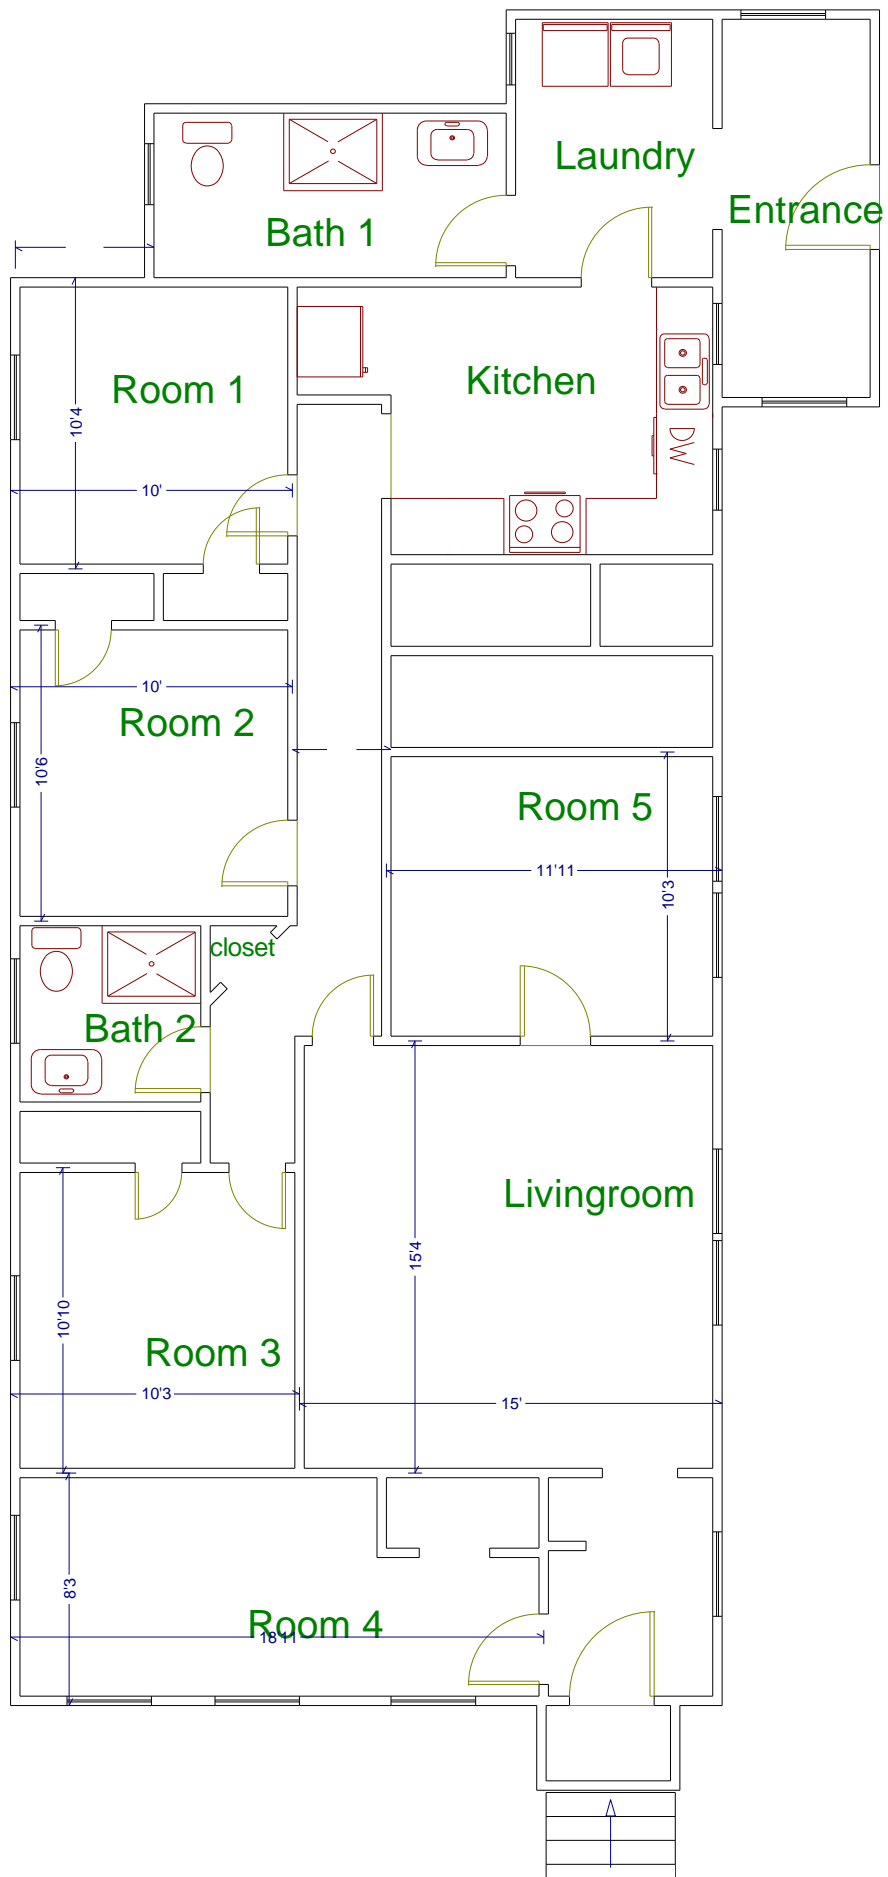 Laundry
Entrance
Bath 1
Kitchen
Room 1
10'4
DW
10'
10'
Room 2
10'6
Room 5
11'11
10'3
closet
Bath 2
Livingroom
15'4
10'10
Room 3
10'3
15'
8'3
Room 4
18'11